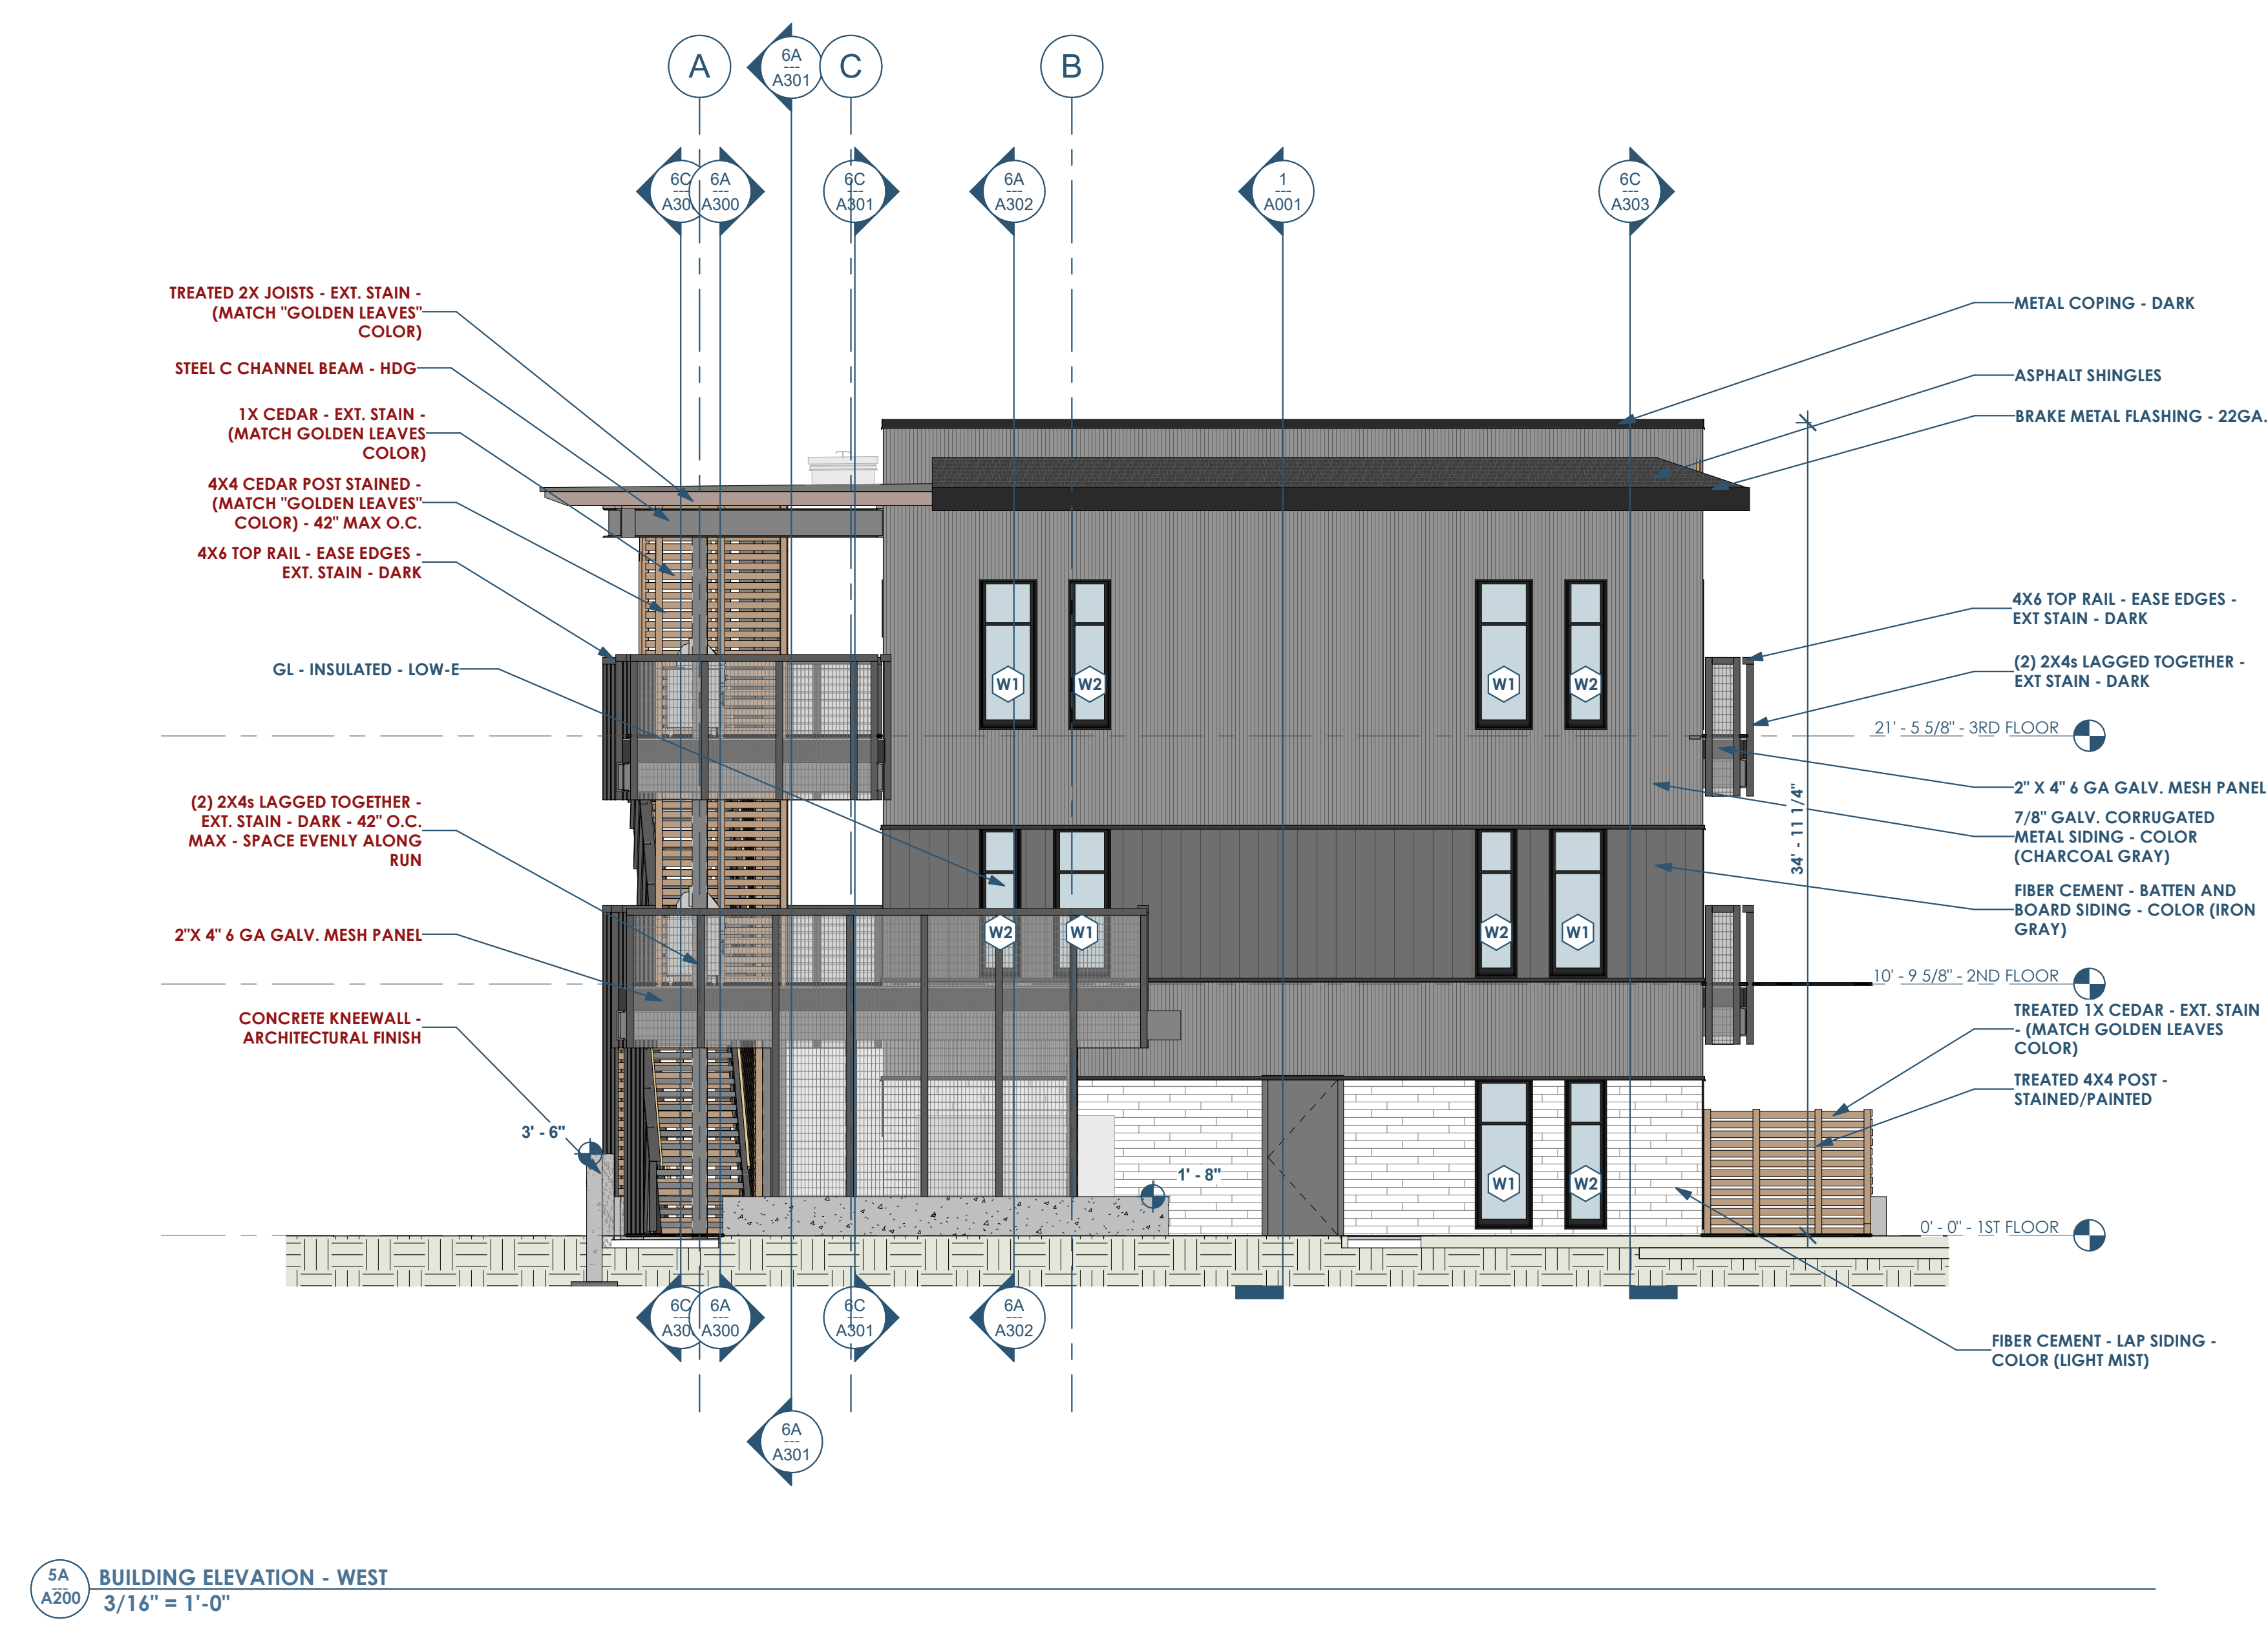 A
6A
---
A301
C
B
6C
---
A30
6A
---
A300
6C
---
A301
6A
---
A302
1
---
A001
6C
---
A303
TREATED 2X JOISTS - EXT. STAIN -
(MATCH "GOLDEN LEAVES"
COLOR)
STEEL C CHANNEL BEAM - HDG
1X CEDAR - EXT. STAIN -
(MATCH GOLDEN LEAVES
COLOR)
4X4 CEDAR POST STAINED -
(MATCH "GOLDEN LEAVES"
COLOR) - 42" MAX O.C.
4X6 TOP RAIL - EASE EDGES -
EXT. STAIN - DARK
GL - INSULATED - LOW-E
(2) 2X4s LAGGED TOGETHER -
EXT. STAIN - DARK - 42" O.C.
MAX - SPACE EVENLY ALONG
RUN
2"X 4" 6 GA GALV. MESH PANEL
CONCRETE KNEEWALL -
ARCHITECTURAL FINISH
3' - 6"
W1
W2
W1
W2
W2
W1
W2
W1
W1
W2
1' - 8"
34' - 11 1/4"
METAL COPING - DARK
ASPHALT SHINGLES
BRAKE METAL FLASHING - 22GA.
4X6 TOP RAIL - EASE EDGES -
EXT STAIN - DARK
(2) 2X4s LAGGED TOGETHER -
EXT STAIN - DARK
21' - 5 5/8" - 3RD FLOOR
2" X 4" 6 GA GALV. MESH PANEL
7/8" GALV. CORRUGATED
METAL SIDING - COLOR
(CHARCOAL GRAY)
FIBER CEMENT - BATTEN AND
BOARD SIDING - COLOR (IRON
GRAY)
10' - 9 5/8" - 2ND FLOOR
TREATED 1X CEDAR - EXT. STAIN
- (MATCH GOLDEN LEAVES
COLOR)
TREATED 4X4 POST -
STAINED/PAINTED
0' - 0" - 1ST FLOOR
FIBER CEMENT - LAP SIDING -
COLOR (LIGHT MIST)
6C
---
A30
6A
---
A300
6C
---
A301
6A
---
A302
6A
---
A301
5A
---
A200
BUILDING ELEVATION - WEST
3/16" = 1'-0"